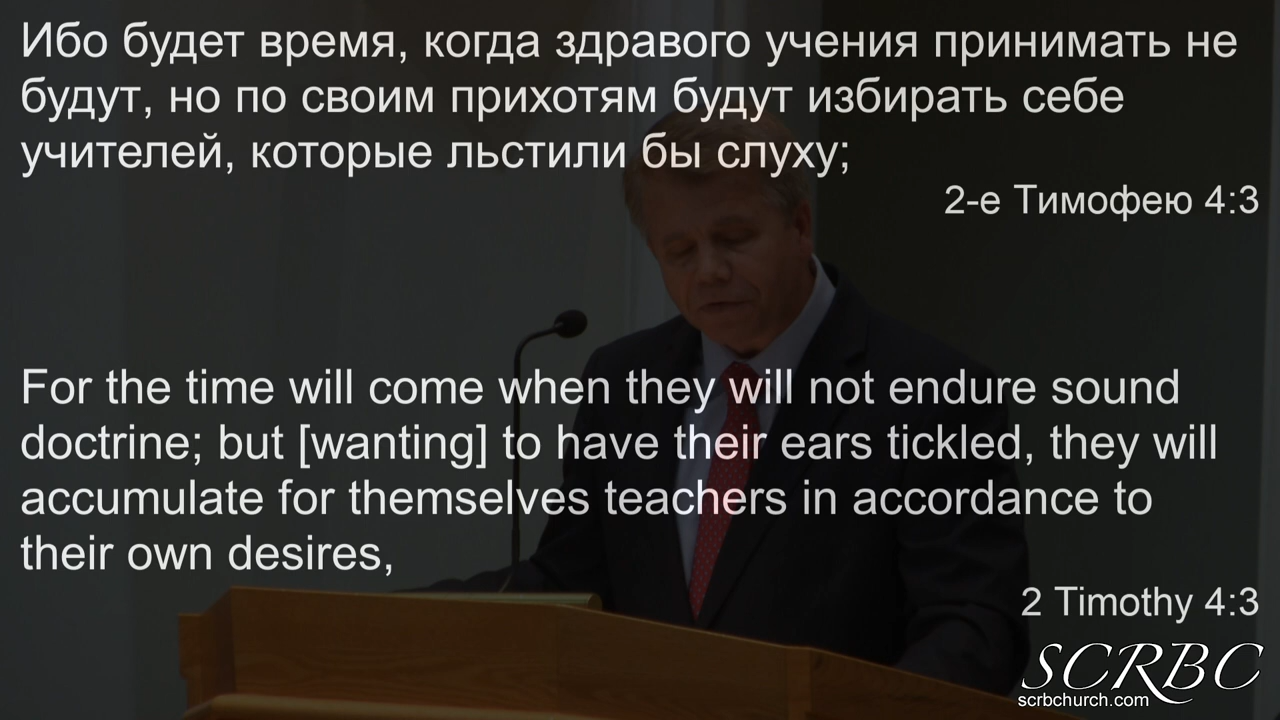 Ибо будет время, когда здравого учения принимать не
будут, но по своим прихотям будут избирать себе
учителей, которые льстили бы слуху;
2-е Тимофею 4:3
For the time will come when they will not endure sound
doctrine; but [wanting] to have their ears tickled, they will
accumulate for themselves teachers in accordance to
their own desires,
2 Timothy 4:3
SCRBC
scrbchurch.com